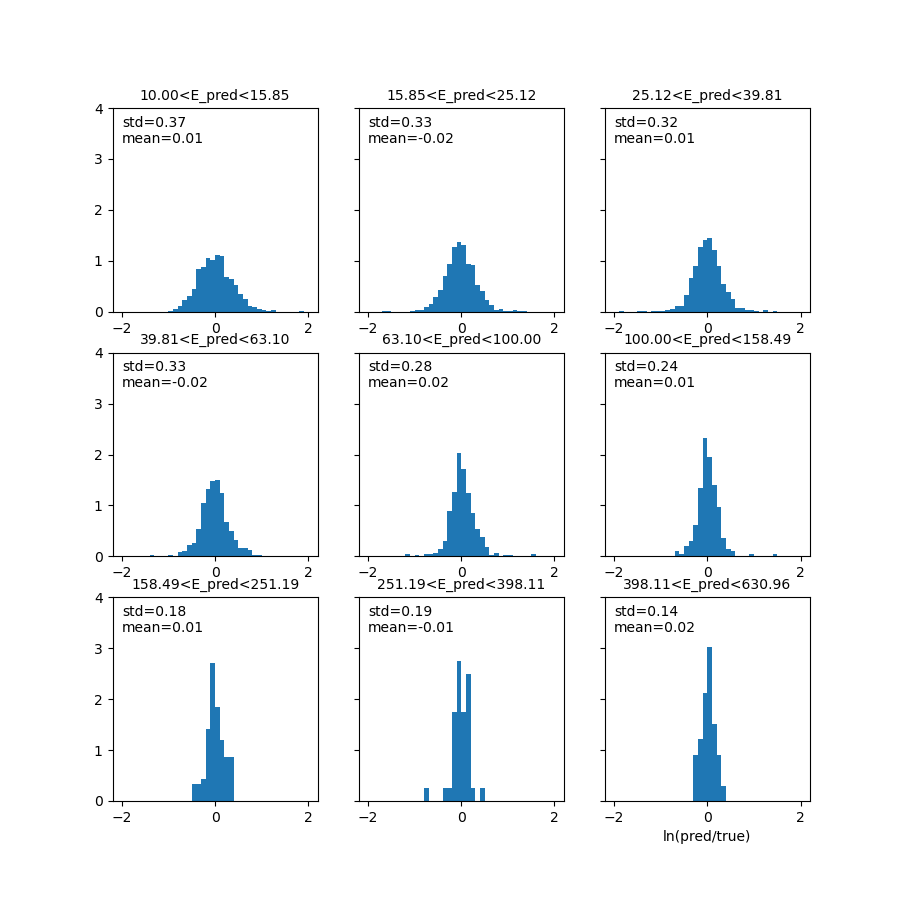 10.00<E_pred<15.85
15.85<E_pred<25.12
25.12<E_pred<39.81
4
3
2
1
0
std=0.37
mean=0.01
−2
0
2
std=0.33
mean=-0.02
−2
0
2
std=0.32
mean=0.01
−2
0
2
39.81<E_pred<63.10
63.10<E_pred<100.00
100.00<E_pred<158.49
4
3
2
1
0
std=0.33
mean=-0.02
−2
0
2
std=0.28
mean=0.02
−2
0
2
std=0.24
mean=0.01
−2
0
2
158.49<E_pred<251.19
251.19<E_pred<398.11
398.11<E_pred<630.96
4
3
2
1
0
std=0.18
mean=0.01
−2
0
2
std=0.19
mean=-0.01
−2
0
2
std=0.14
mean=0.02
−2
0
2
ln(pred/true)